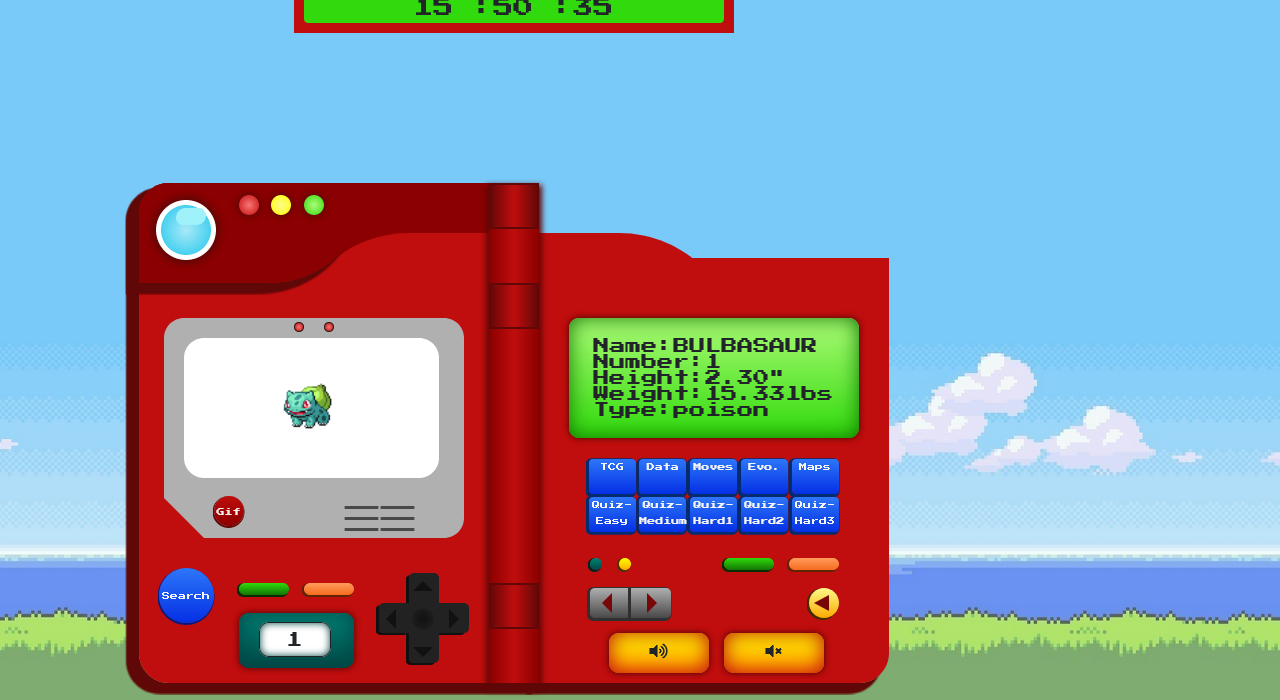 15 :50 :35
Name:BULBASAUR
Number:1
Height:2.30"
Weight:15.33lbs
Type:poison
TCG Data Moves Evo. Maps
Quiz-Easy Quiz-Medium Quiz-Hard1 Quiz-Hard2 Quiz-Hard3
Gif
Search
1